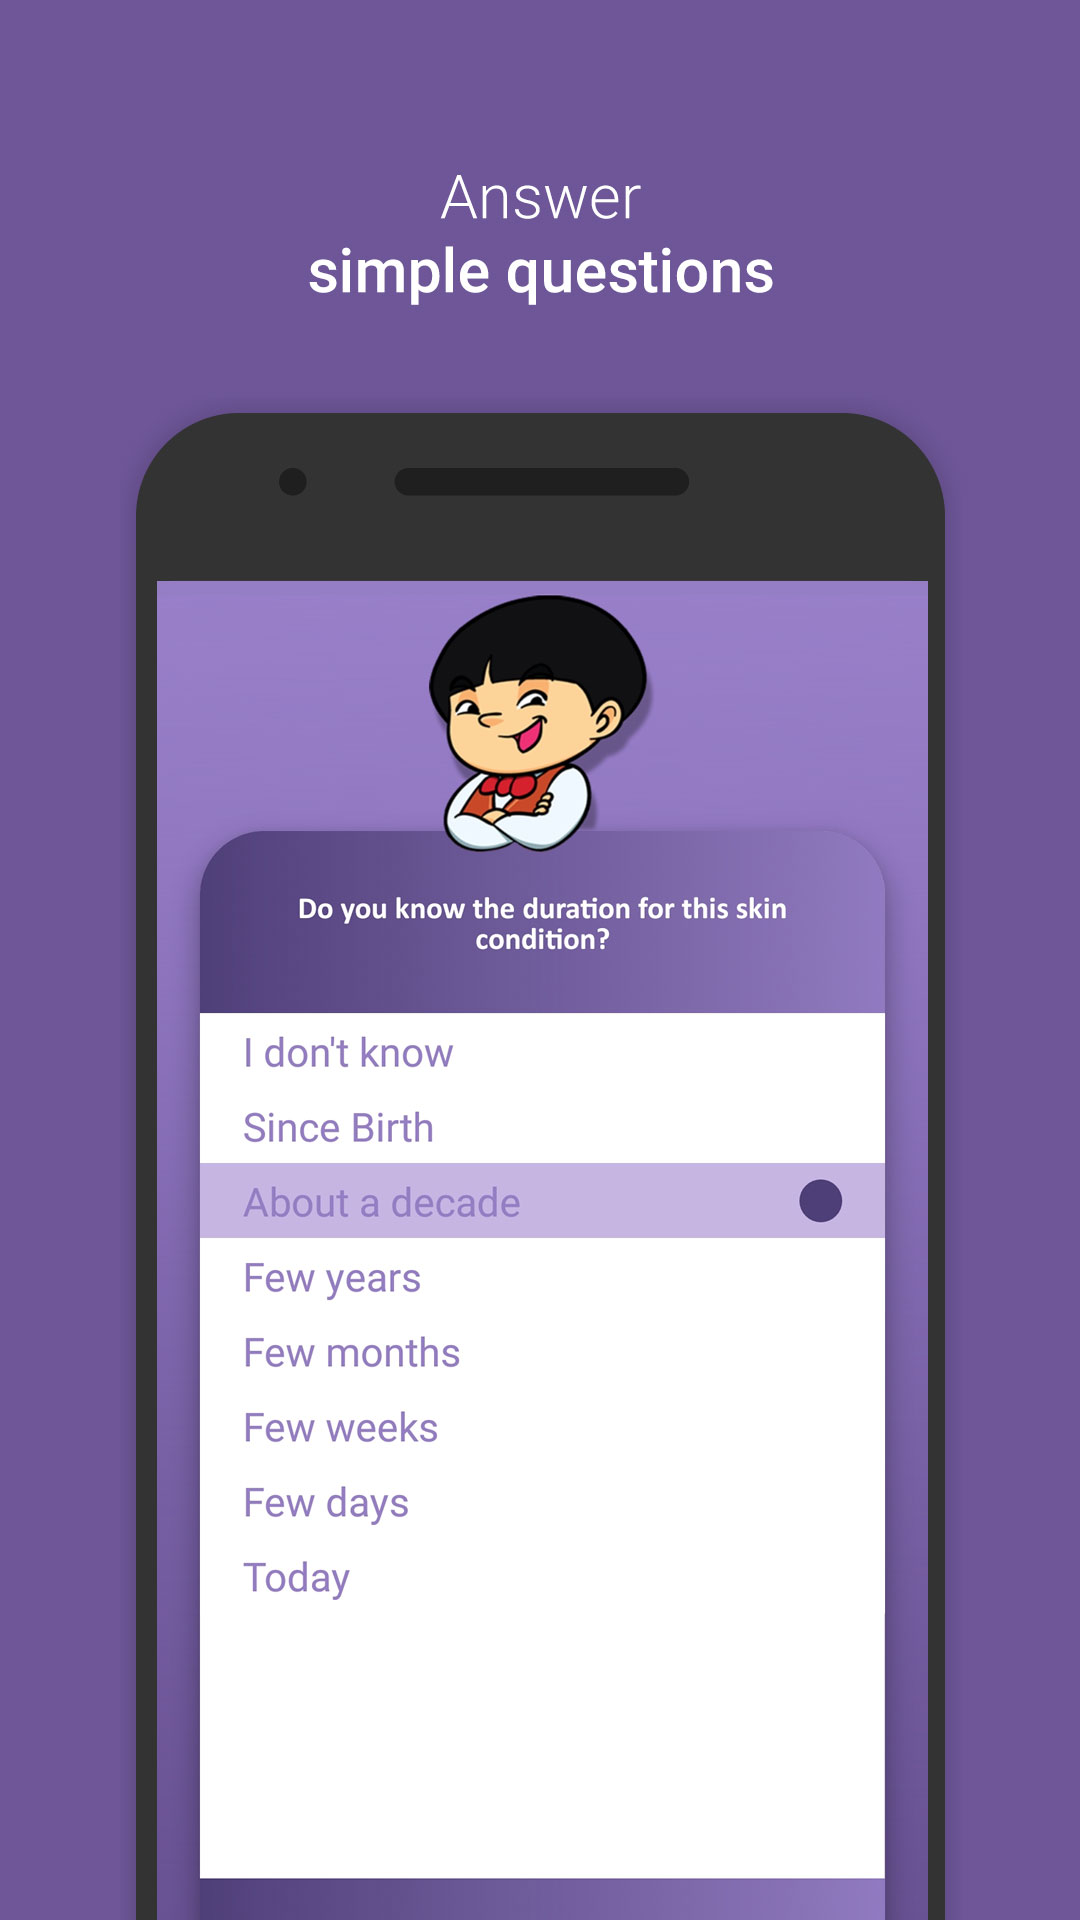 Answer
simple questions
Do you know the duration for this skin
condition?
I don't know
Since Birth
About a decade
Few years
Few months
Few weeks
Few days
Today